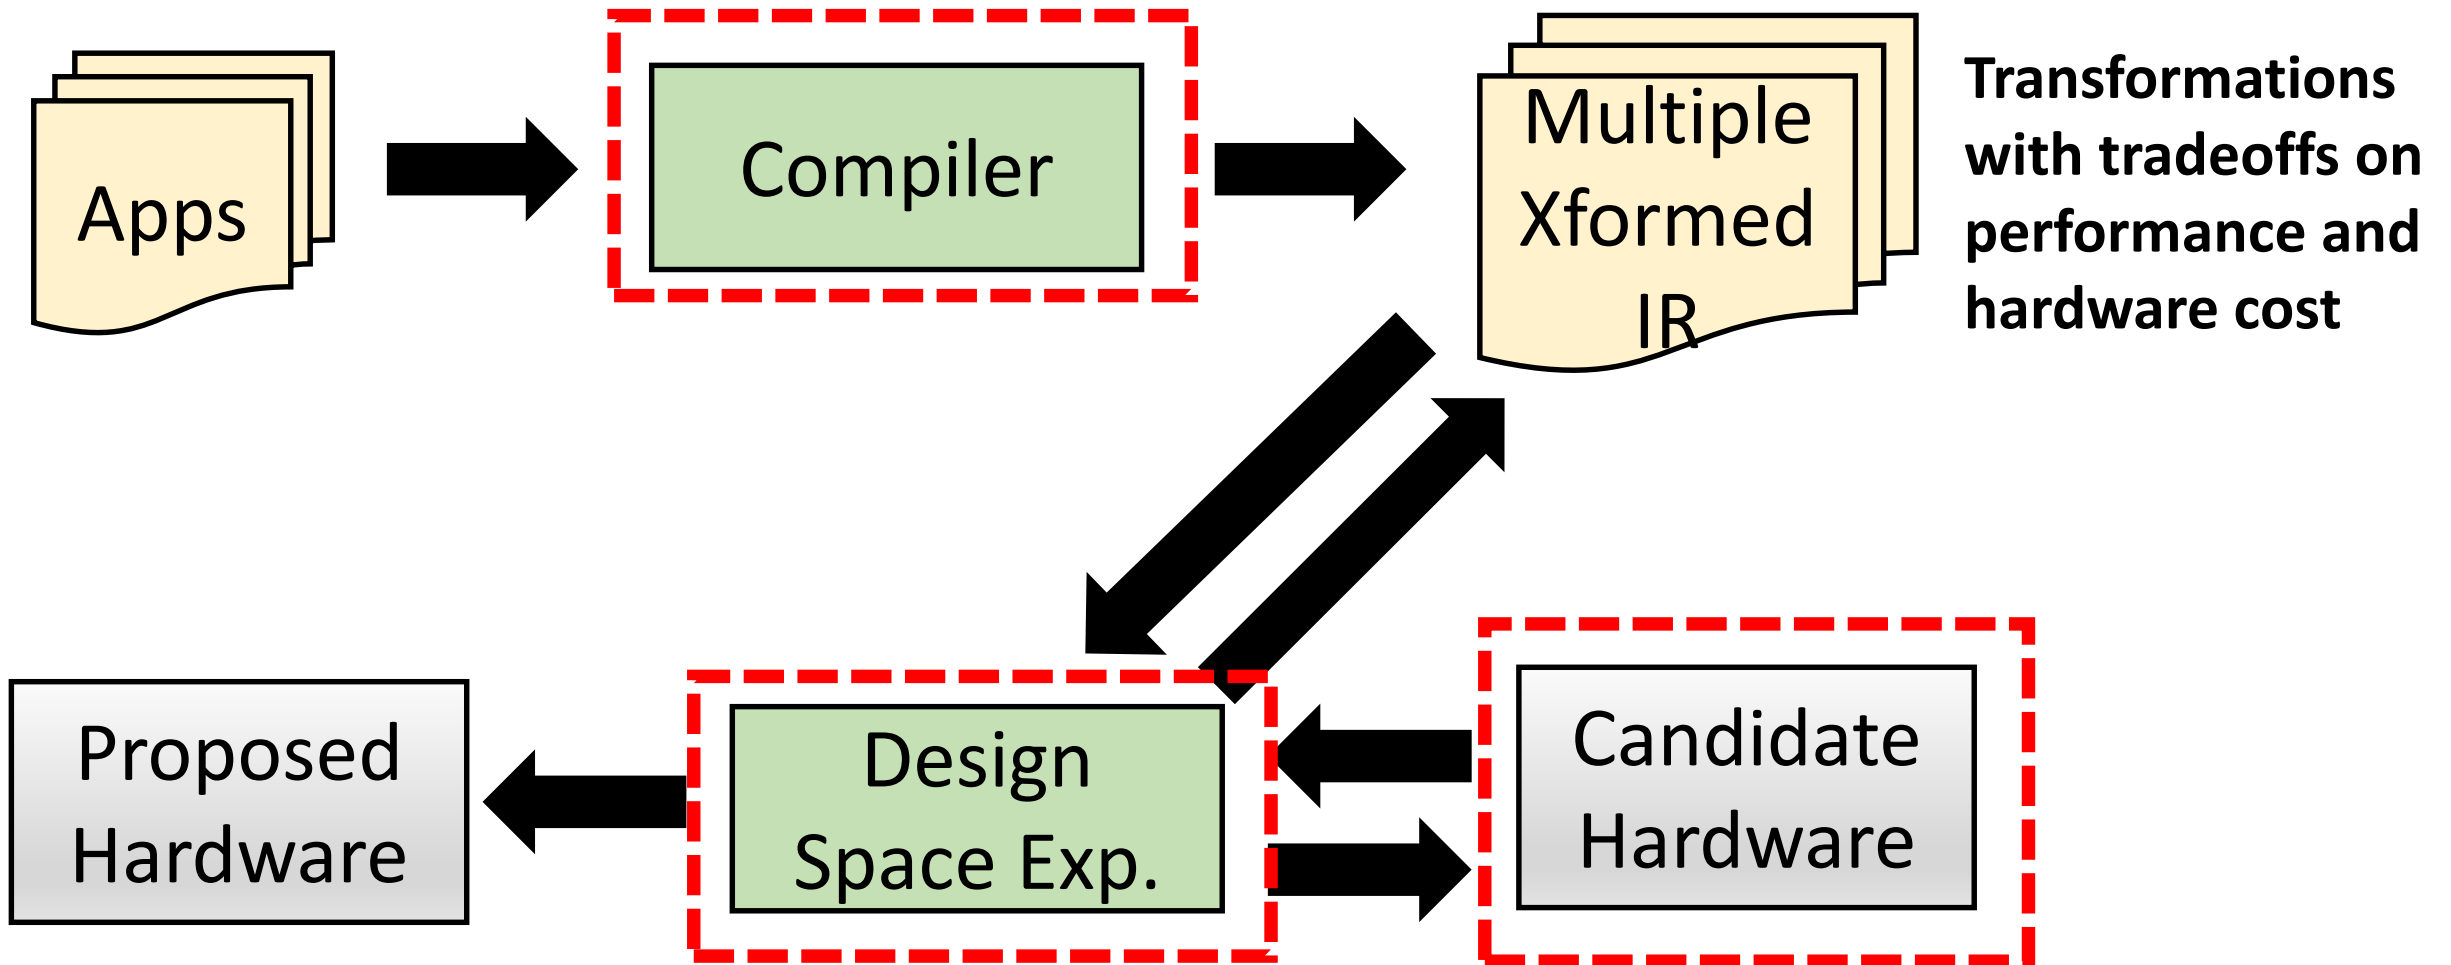 Apps
Compiler
Multiple
Xformed
IR
Transformations
with tradeoffs on
performance and
hardware cost
Proposed
Hardware
Design
Space Exp.
Candidate
Hardware